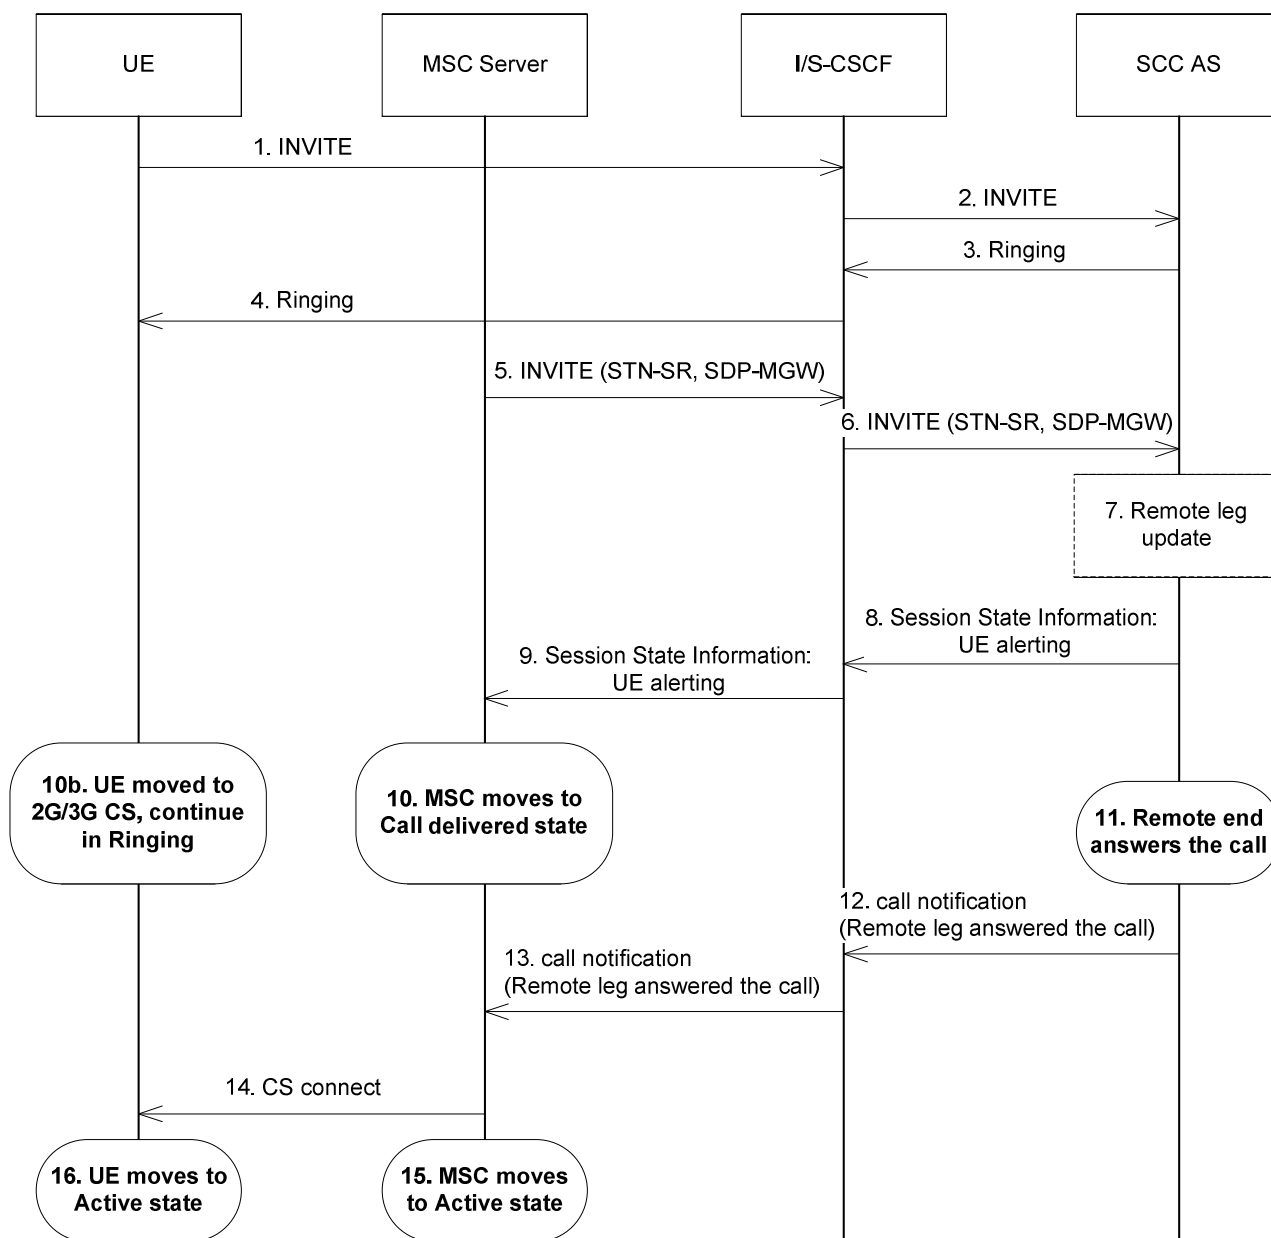 UE
MSC Server
I/S-CSCF
SCC AS
1. INVITE
2. INVITE
3. Ringing
4. Ringing
5. INVITE (STN-SR, SDP-MGW)
6. INVITE (STN-SR, SDP-MGW)
7. Remote leg
update
8. Session State Information:
UE alerting
9. Session State Information:
UE alerting
10b. UE moved to
2G/3G CS, continue
in Ringing
10. MSC moves to
Call delivered state
11. Remote end
answers the call
12. call notification
(Remote leg answered the call)
13. call notification
(Remote leg answered the call)
14. CS connect
16. UE moves to
Active state
15. MSC moves
to Active state